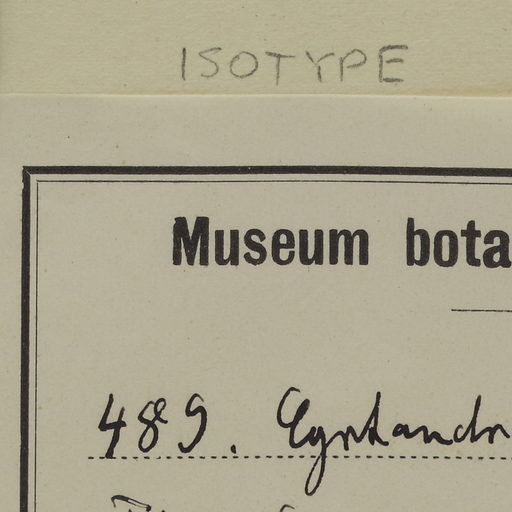 ISOTYPE
Museum bota
489. Cyrtandr